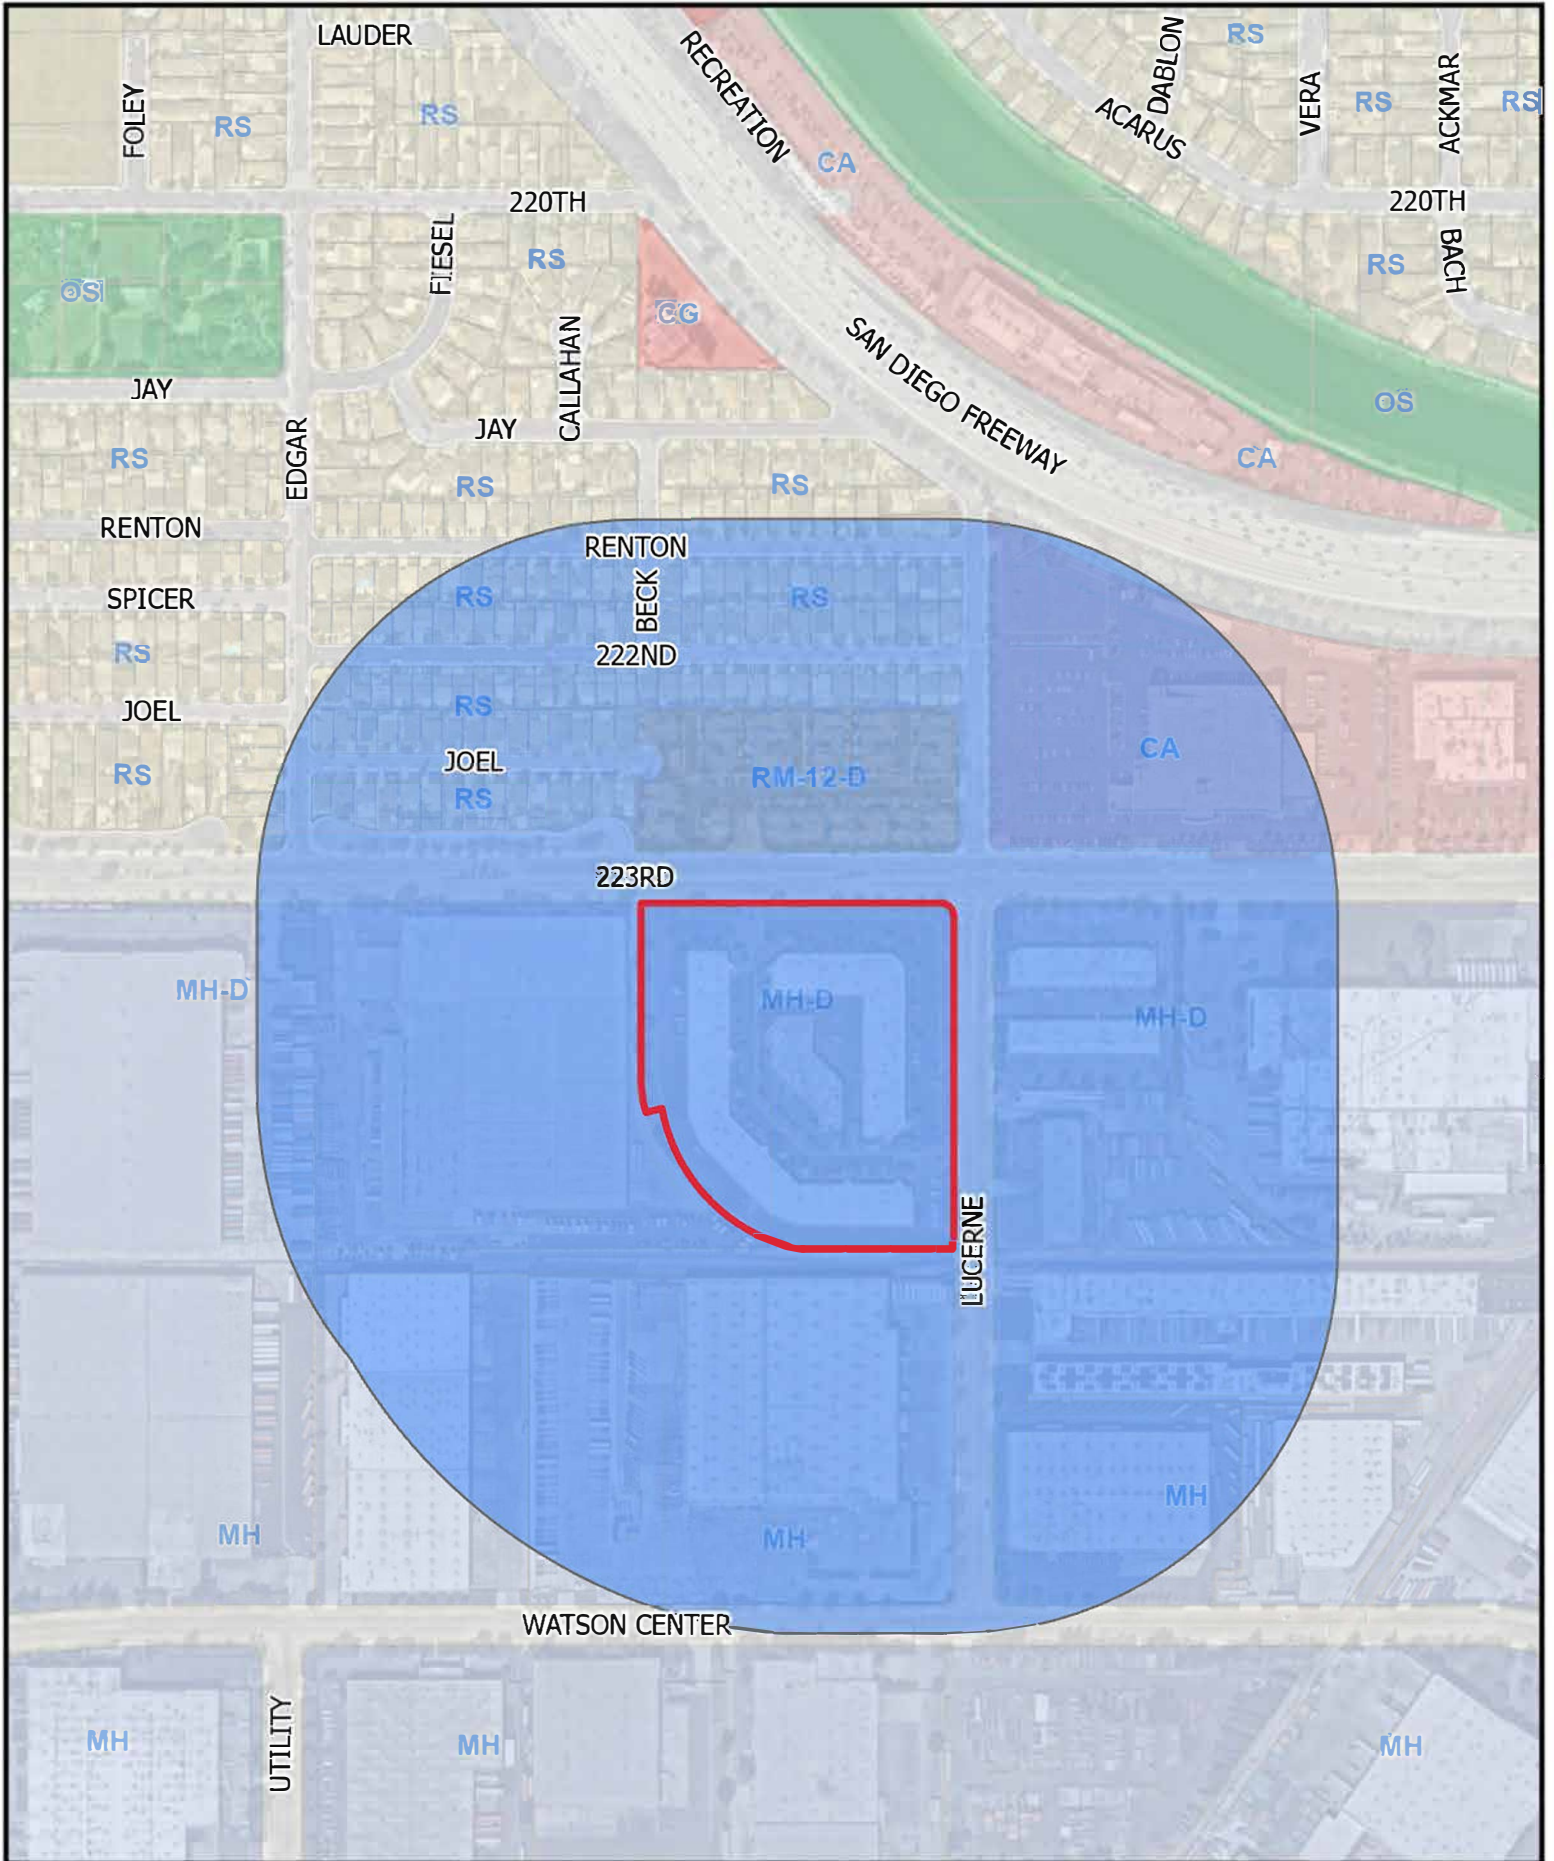 LAUDER
RECREATION
DABLON
RS
FOLEY
RS
RS
VERA
RS
ACKMAR
RS
ACARUS
CA
220TH
220TH
FIESEL
RS
BACH
RS
OS
CG
SAN DIEGO FREEWAY
CALLAHAN
JAY
OS
JAY
EDGAR
RS
CA
RS
RS
RENTON
RENTON
SPICER
RS
BECK
RS
RS
222ND
RS
JOEL
CA
JOEL
RS
RM-12-D
RS
223RD
MH-D
MH-D
MH-D
LUCERNE
MH
MH
MH
WATSON CENTER
UTILITY
MH
MH
MH